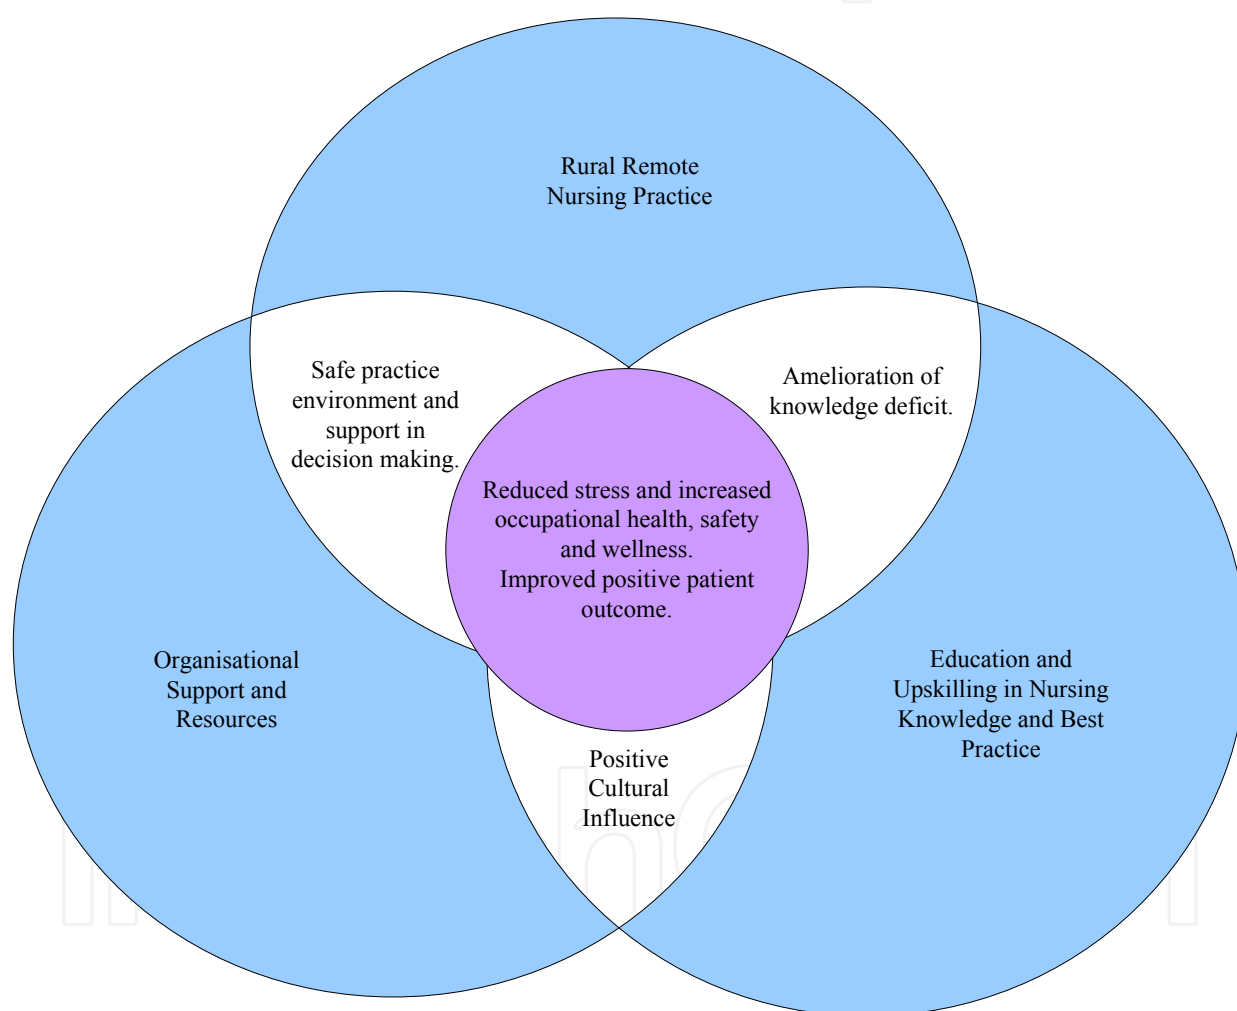 Rural Remote
Nursing Practice
Safe practice
environment and
support in
decision making.
Amelioration of
knowledge deficit.
Reduced stress and increased
occupational health, safety
and wellness.
Improved positive patient
outcome.
Organisational
Support and
Resources
Education and
Upskilling in Nursing
Knowledge and Best
Practice
Positive
Cultural
Influence